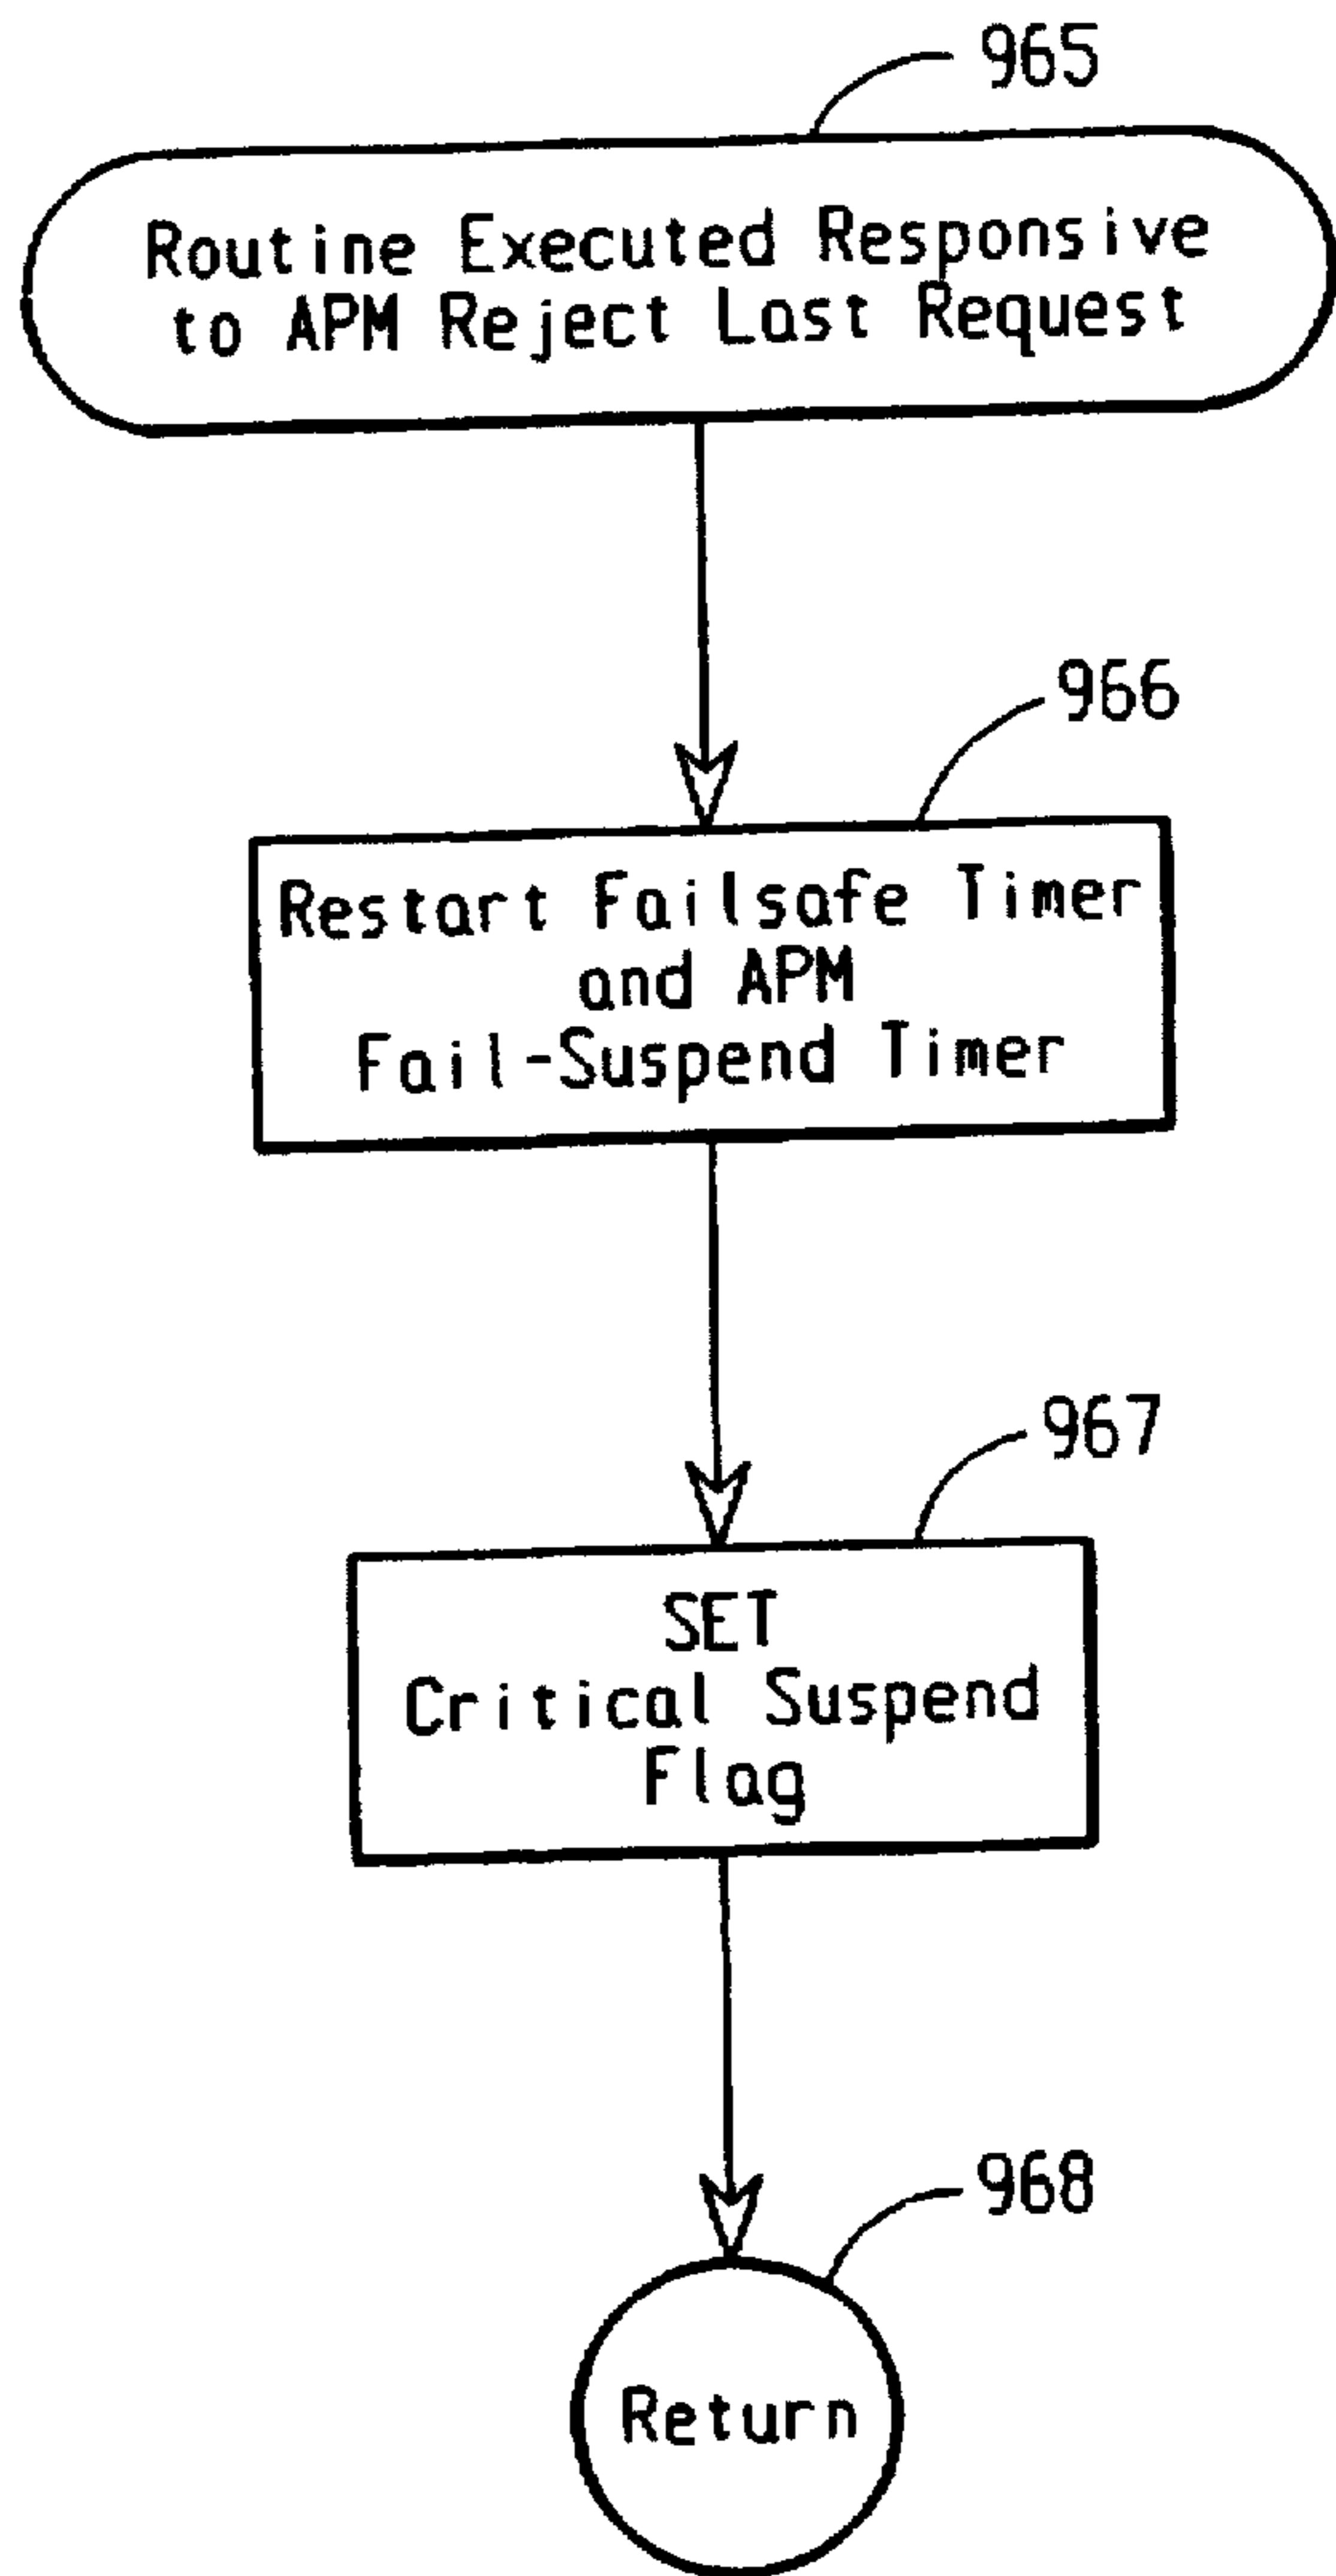 965
Routine Executed Responsive
to APM Reject Last Request
966
Restart Failsafe Timer
and APM
Fail-Suspend Timer
967
SET
Critical Suspend
Flag
968
Return